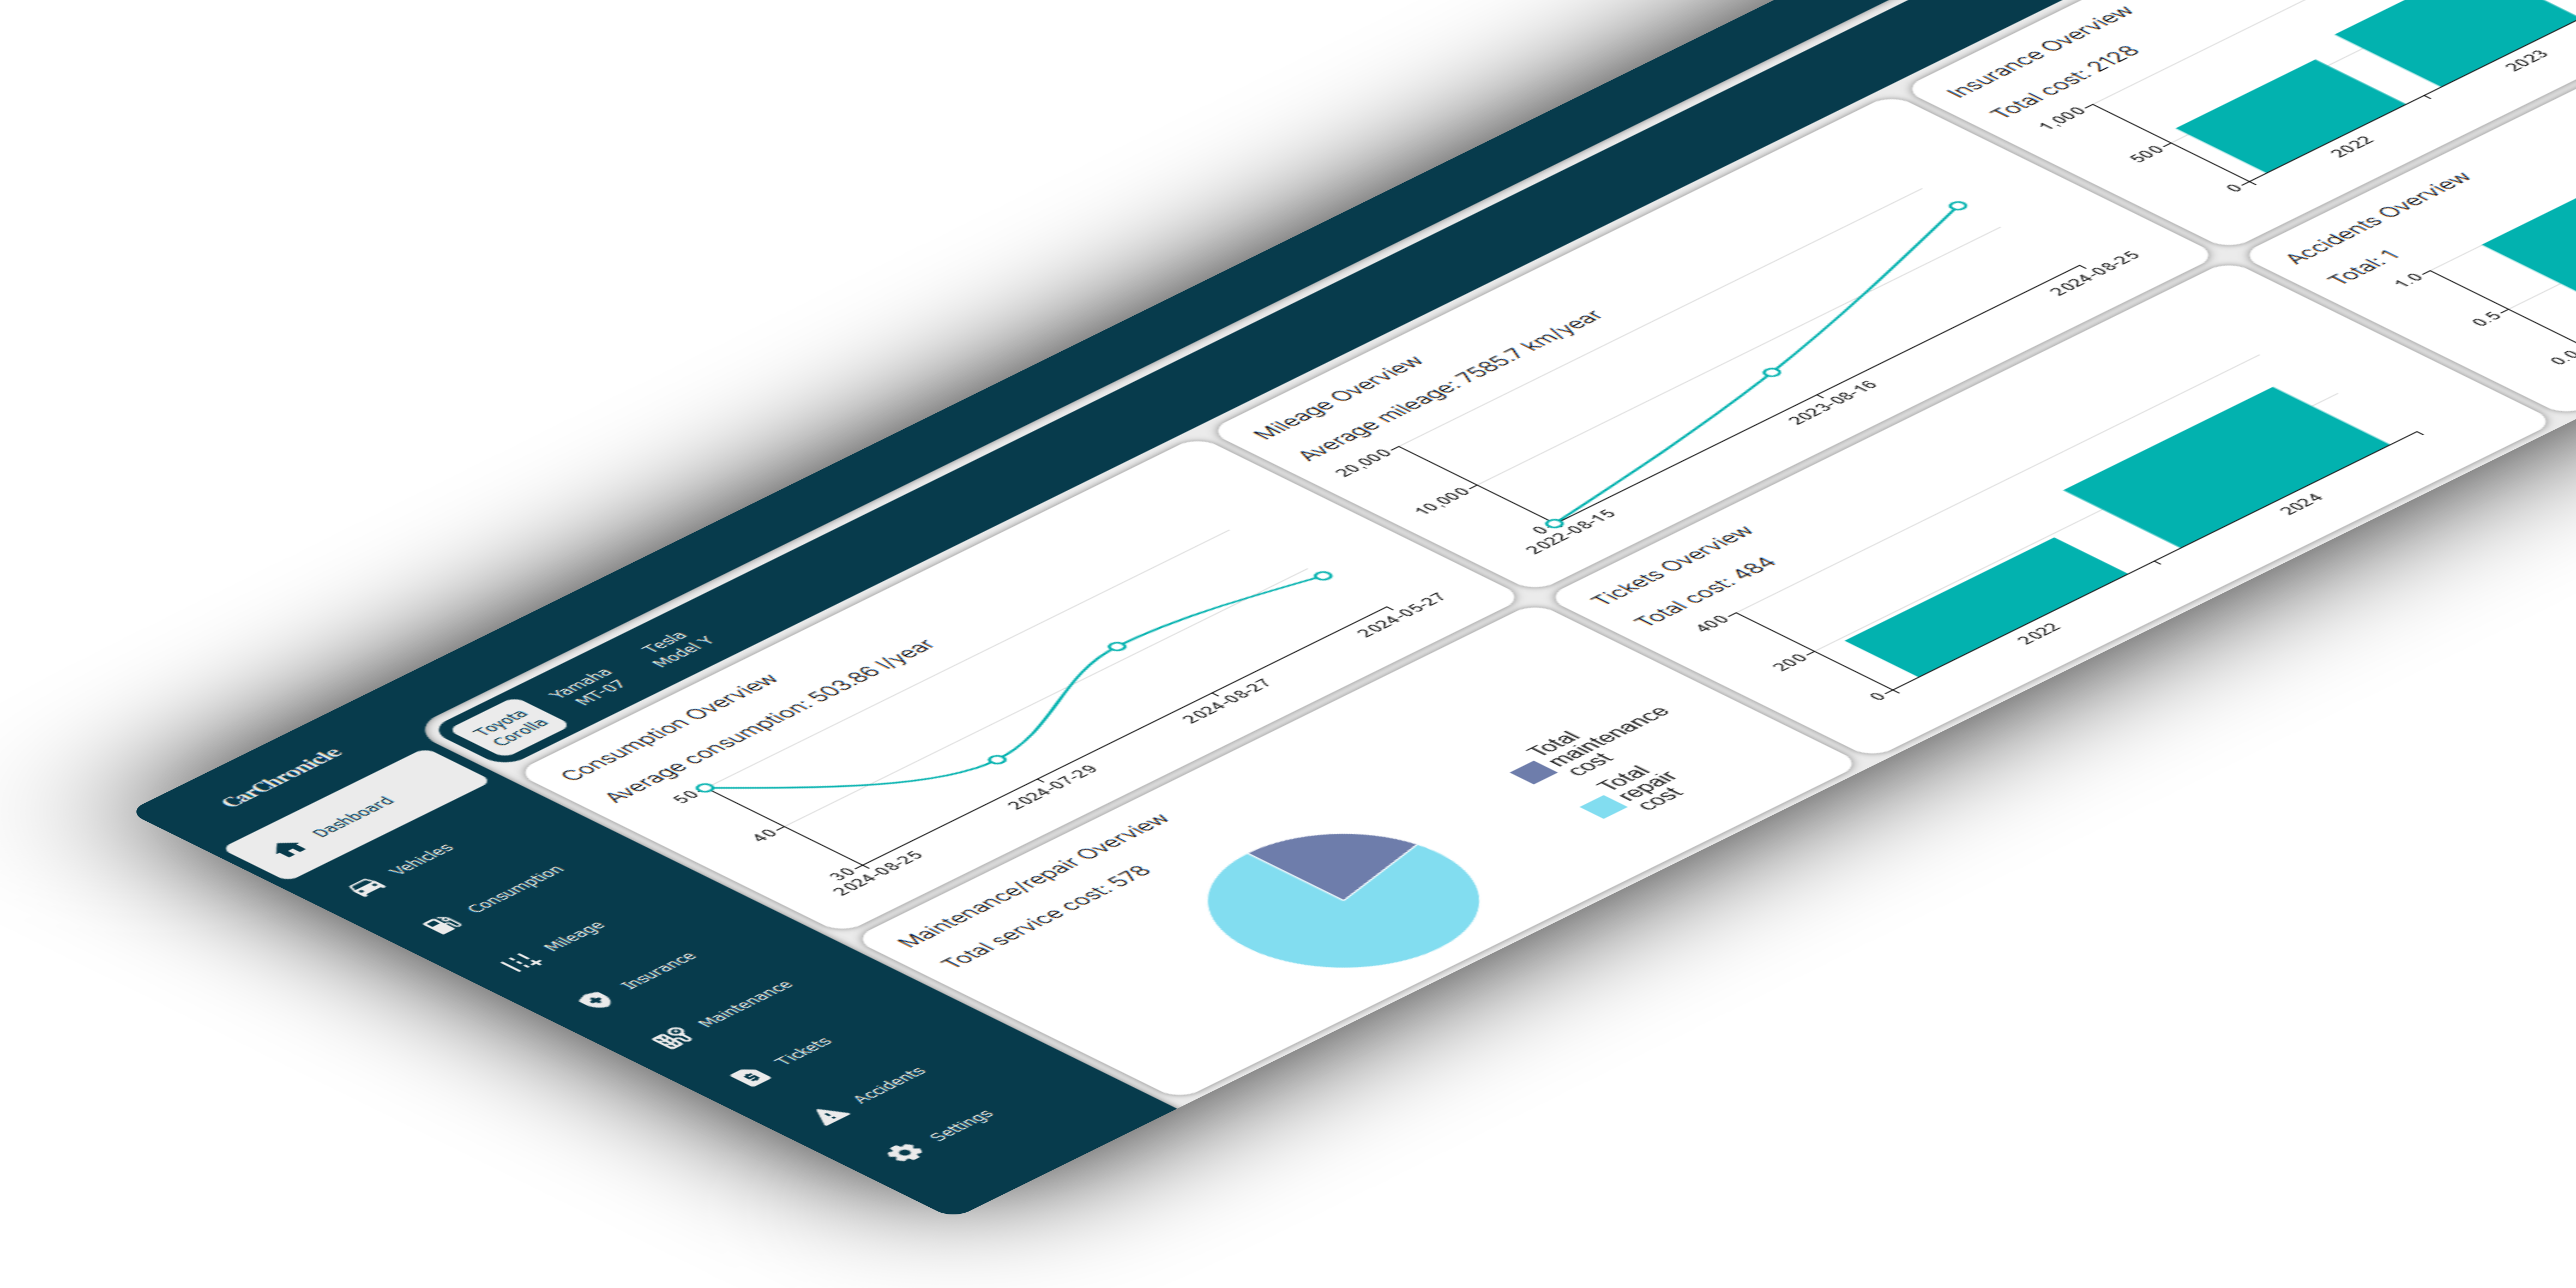 CarChronicle
Dashboard
Vehicles
Consumption
Mileage
Insurance
Maintenance
Tickets
Accidents
Settings
Toyota
Corolla
Yamaha
MT-07
Tesla
Model Y
Consumption Overview
Average consumption: 503.86 l/year
50
40
30
2024-08-25
2024-07-29
2024-08-27
2024-05-27
Mileage Overview
Average mileage: 7585.7 km/year
20,000
10,000
0
2022-08-15
2023-08-16
2024-08-25
Insurance Overview
Total cost: 2128
1,000
500
0
2022
2023
Maintenance/repair Overview
Total service cost: 578
Total
maintenance
cost
Total
repair
cost
Tickets Overview
Total cost: 484
400
200
0
2022
2024
Accidents Overview
Total: 1
1.0
0.5
0.0